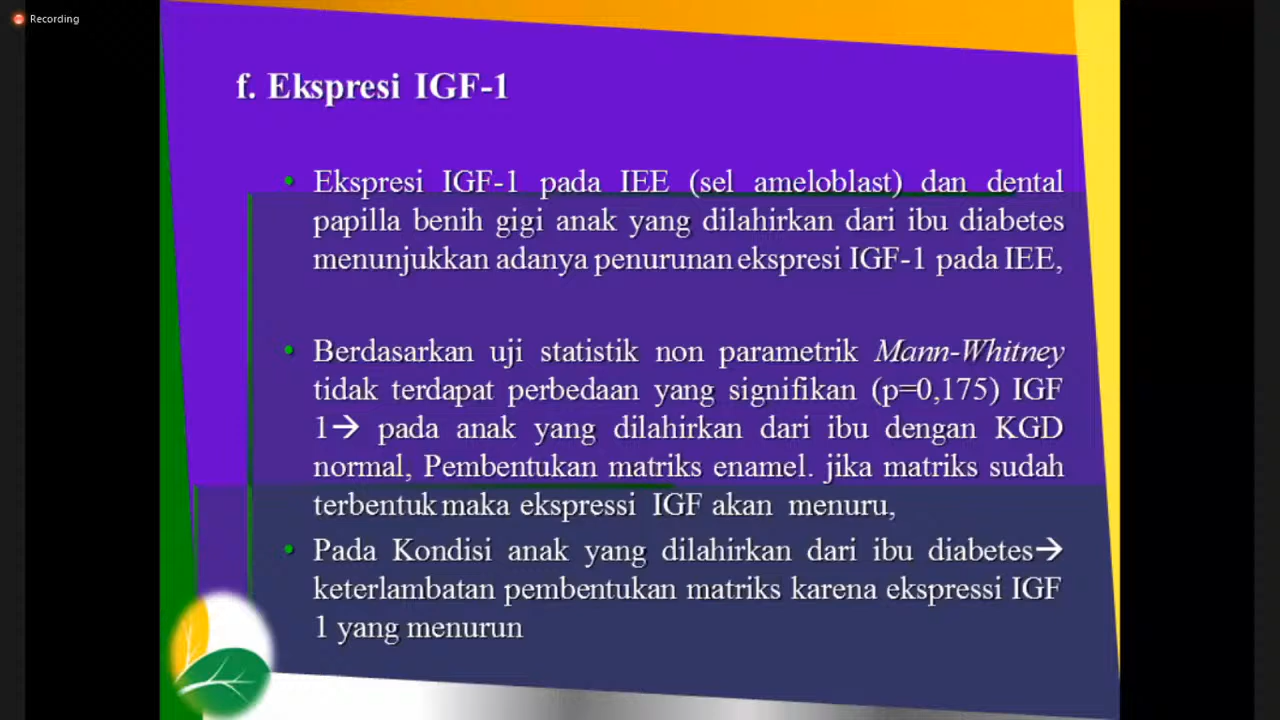 Recording
f. Ekspresi IGF-1
• Ekspresi IGF-1 pada IEE (sel ameloblast) dan dental
papilla benih gigi anak yang dilahirkan dari ibu diabetes
menunjukkan adanya penurunan ekspresi IGF-1 pada IEE,
• Berdasarkan uji statistik non parametrik Mann-Whitney
tidak terdapat perbedaan yang signifikan (p=0,175) IGF
1→ pada anak yang dilahirkan dari ibu dengan KGD
normal, Pembentukan matriks enamel. jika matriks sudah
terbentuk maka ekspressi IGF akan menuru,
• Pada Kondisi anak yang dilahirkan dari ibu diabetes→
keterlambatan pembentukan matriks karena ekspressi IGF
1 yang menurun